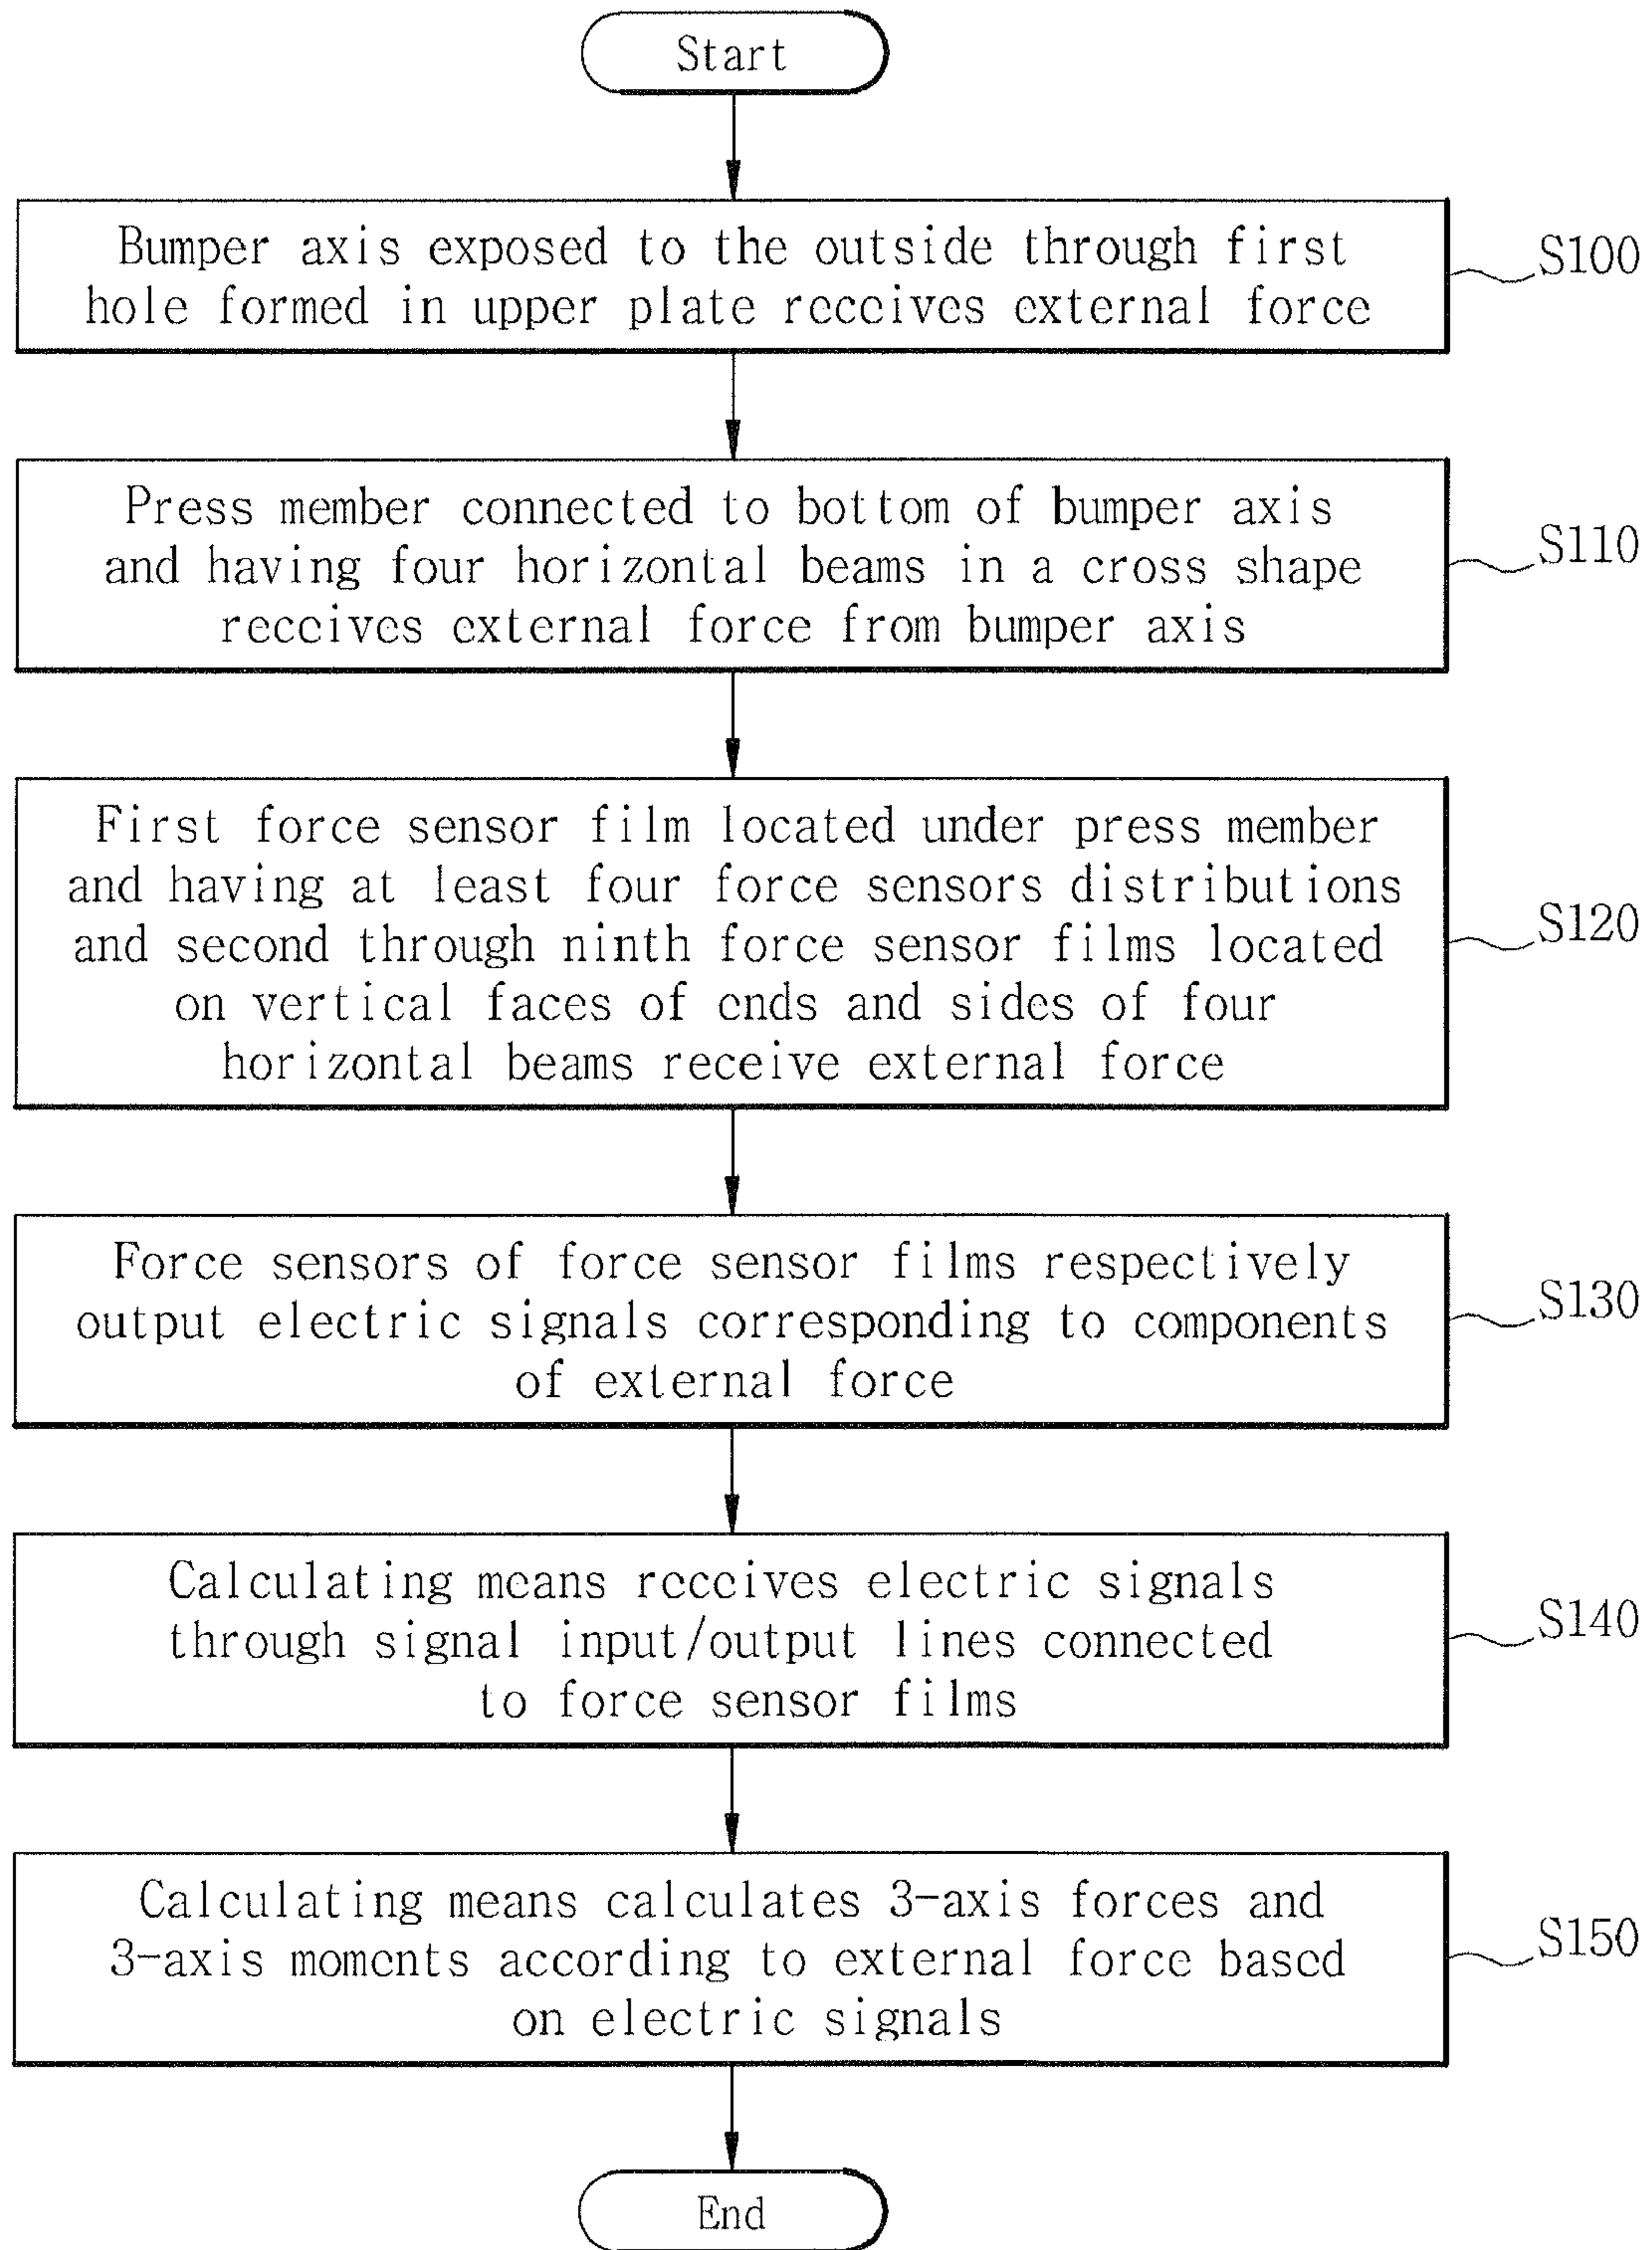 Start
Bumper axis exposed to the outside through first
hole formed in upper plate receives external force
S100
Press member connected to bottom of bumper axis
and having four horizontal beams in a cross shape
receives external force from bumper axis
S110
First force sensor film located under press member
and having at least four force sensors distributions
and second through ninth force sensor films located
on vertical faces of ends and sides of four
horizontal beams receive external force
S120
Force sensors of force sensor films respectively
output electric signals corresponding to components
of external force
S130
Calculating means receives electric signals
through signal input/output lines connected
to force sensor films
S140
Calculating means calculates 3-axis forces and
3-axis moments according to external force based
on electric signals
S150
End